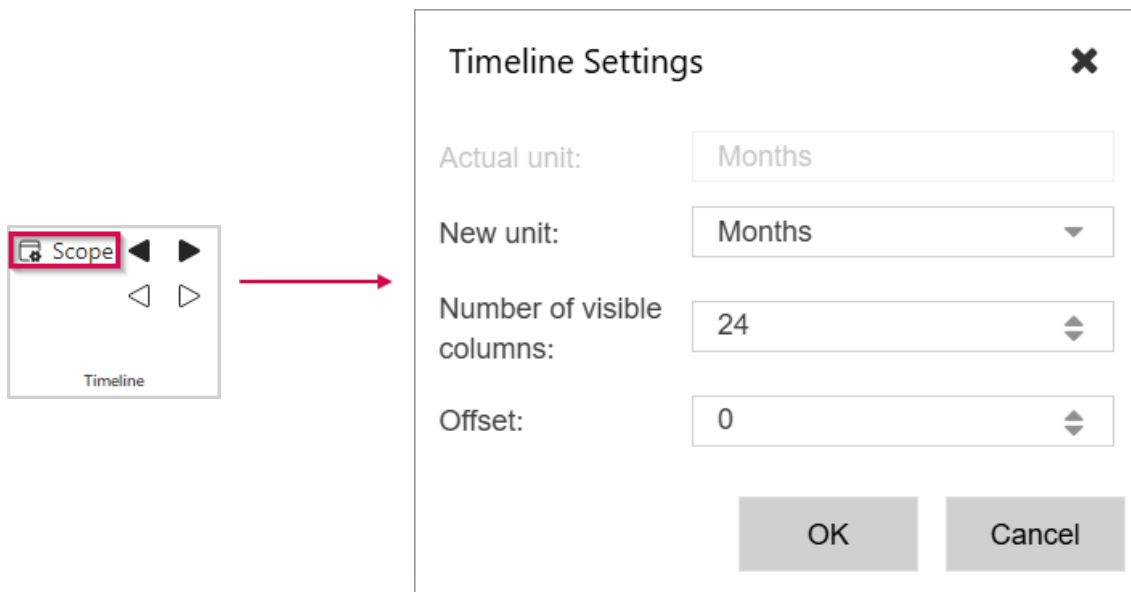 Scope
Timeline
Timeline Settings
Actual unit: Months
New unit: Months
Number of visible
columns: 24
Offset: 0
OK Cancel